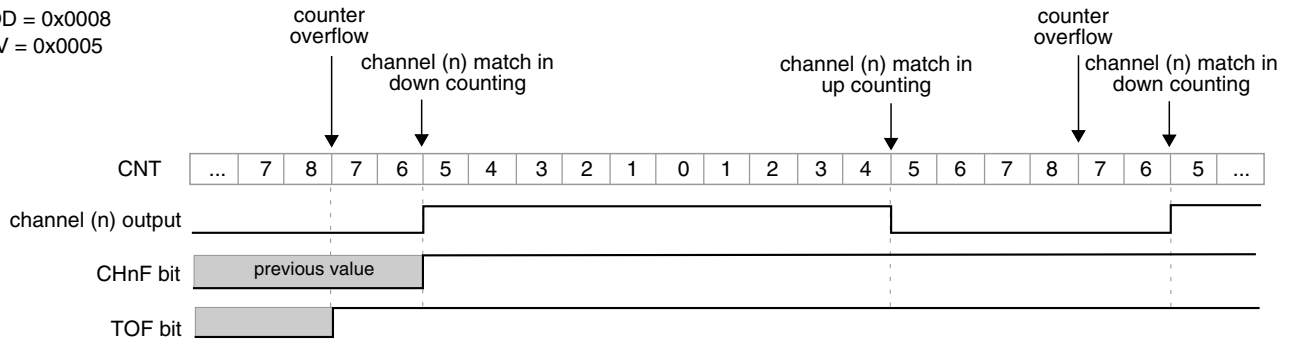 D = 0x0008
V = 0x0005
counter
overflow
channel (n) match in
down counting
channel (n) match in
up counting
counter
overflow
channel (n) match in
down counting
CNT ... 7 8 7 6 5 4 3 2 1 0 1 2 3 4 5 6 7 8 7 6 5 ...
channel (n) output
CHnF bit previous value
TOF bit